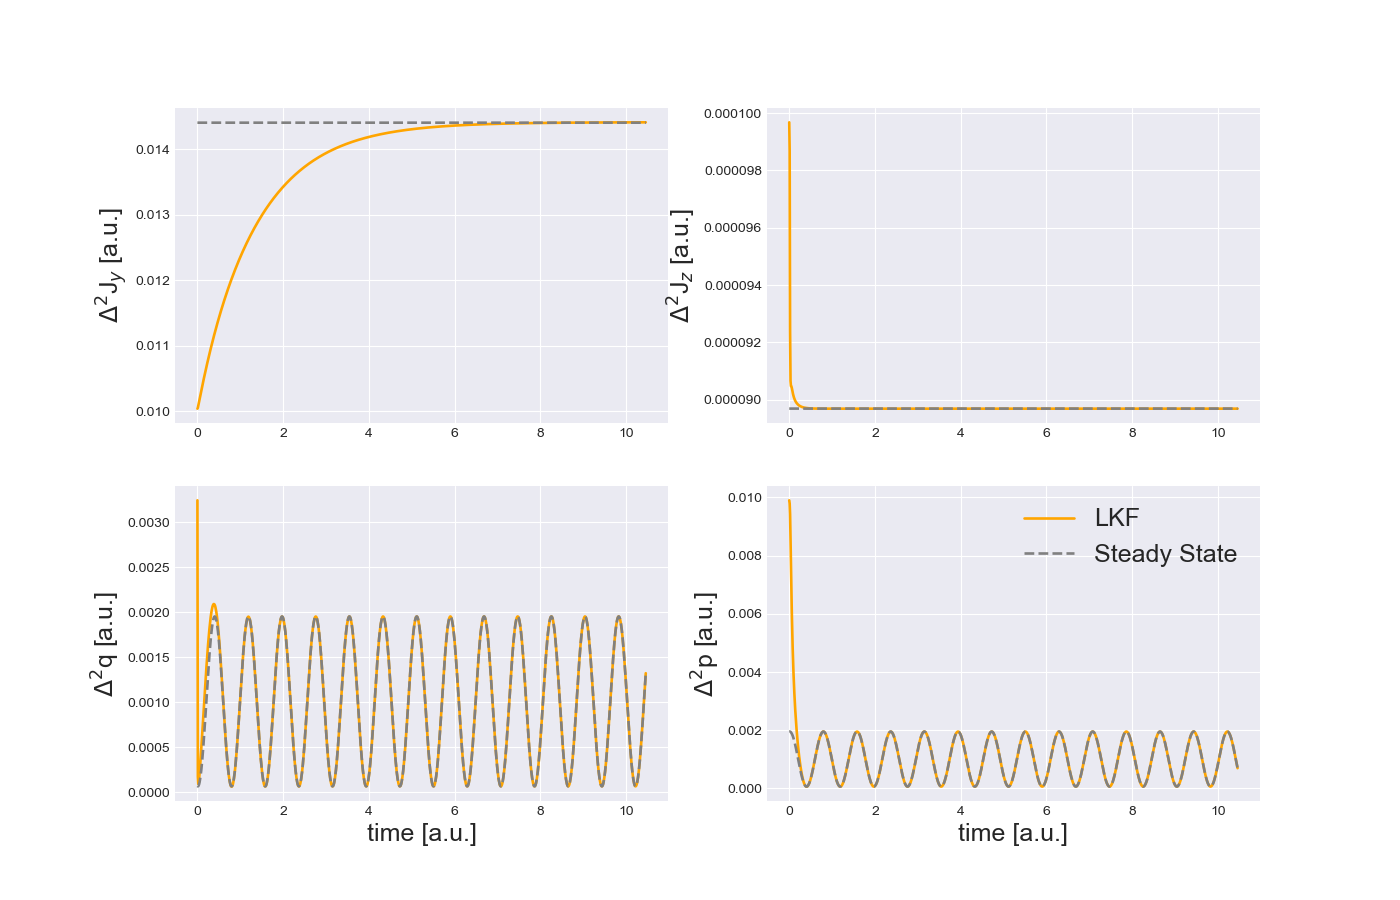 0.014
0.013
0.012
0.011
0.010
Δ²J_y [a.u.]
0 2 4 6 8 10
0.000100
0.000098
0.000096
0.000094
0.000092
0.000090
Δ²J_z [a.u.]
0 2 4 6 8 10
0.0030
0.0025
0.0020
0.0015
0.0010
0.0005
0.0000
Δ²q [a.u.]
0 2 4 6 8 10
time [a.u.]
0.010
0.008
0.006
0.004
0.002
0.000
Δ²p [a.u.]
LKF
Steady State
0 2 4 6 8 10
time [a.u.]